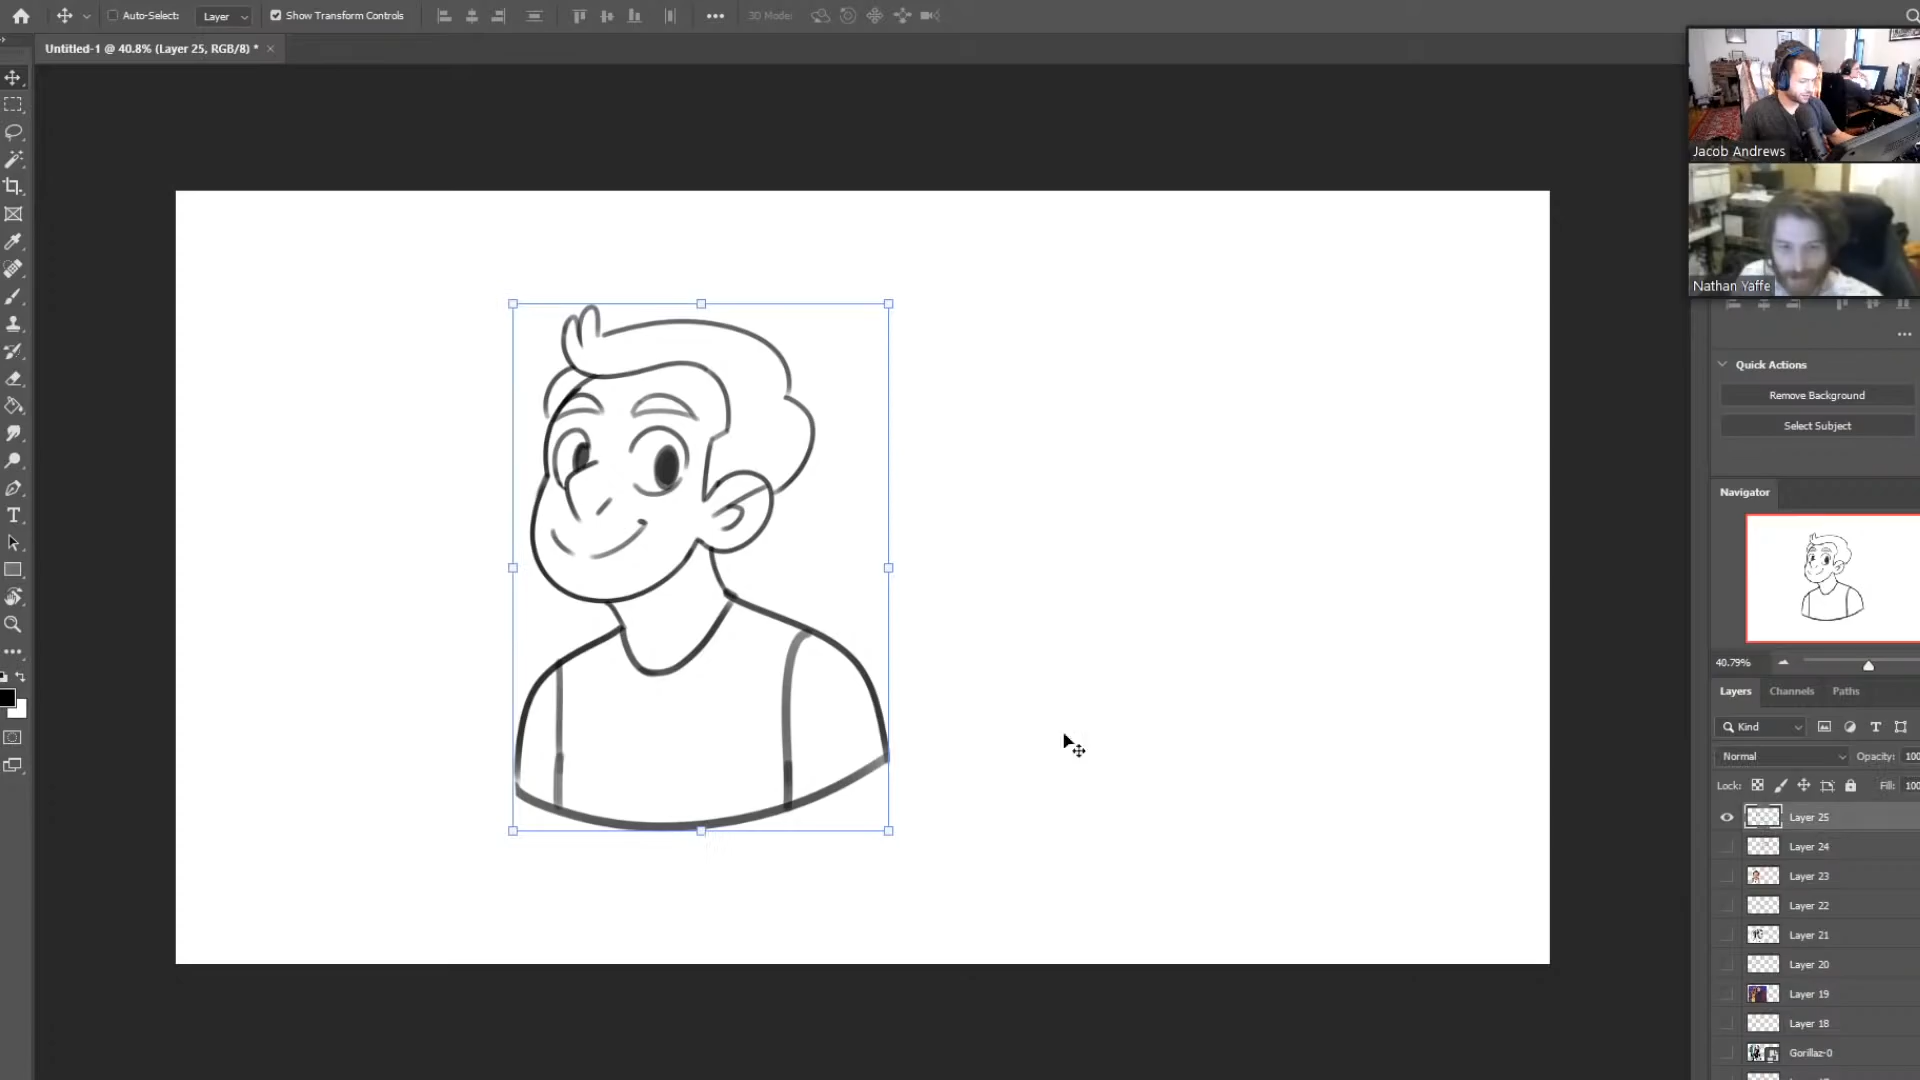 Auto-Select:
Layer
Show Transform Controls
Untitled-1 @ 40.8% (Layer 25, RGB/8) *
Jacob Andrews
Nathan Yaffe
Quick Actions
Remove Background
Select Subject
Navigator
40.79%
Layers
Channels
Paths
Kind
Normal
Opacity: 100
Lock:
Fill: 100
Layer 25
Layer 24
Layer 23
Layer 22
Layer 21
Layer 20
Layer 19
Layer 18
Gorillaz-0